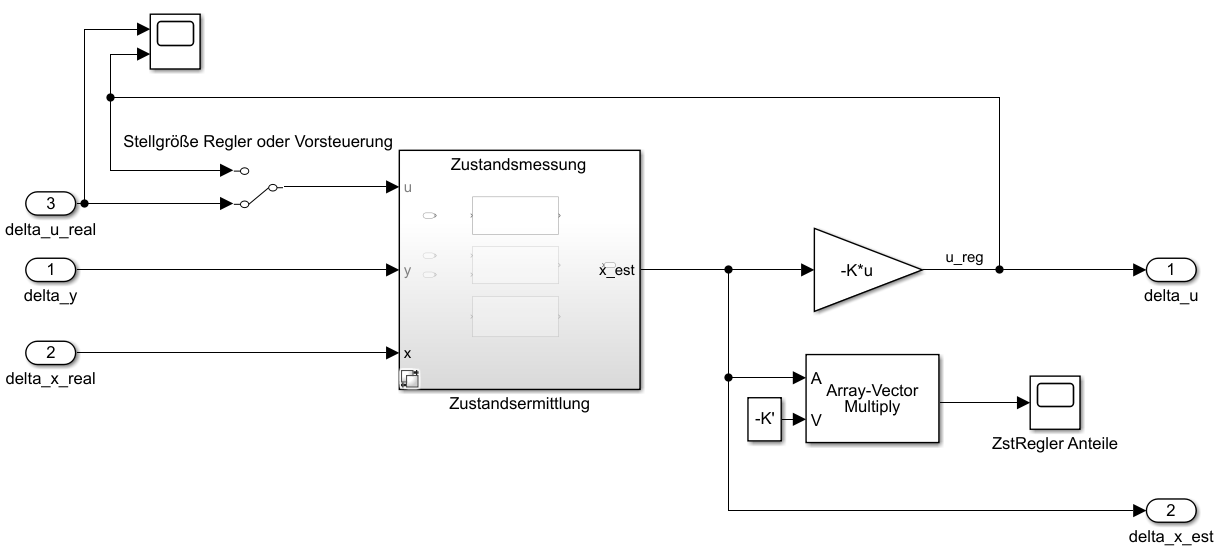 Stellgröße Regler oder Vorsteuerung
3
delta_u_real
1
delta_y
2
delta_x_real
Zustandsmessung
u
y
x
x_est
Zustandsermittlung
-K*u
u_reg
1
delta_u
A
V
Array-Vector
Multiply
-K'
ZstRegler Anteile
2
delta_x_est